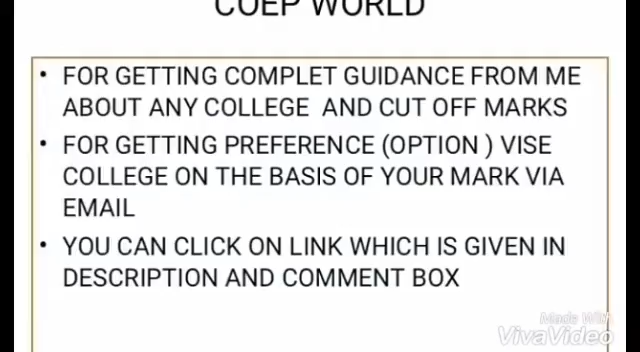 COEP WORLD
• FOR GETTING COMPLET GUIDANCE FROM ME
ABOUT ANY COLLEGE AND CUT OFF MARKS
• FOR GETTING PREFERENCE (OPTION ) VISE
COLLEGE ON THE BASIS OF YOUR MARK VIA
EMAIL
• YOU CAN CLICK ON LINK WHICH IS GIVEN IN
DESCRIPTION AND COMMENT BOX
Made With
VivaVideo